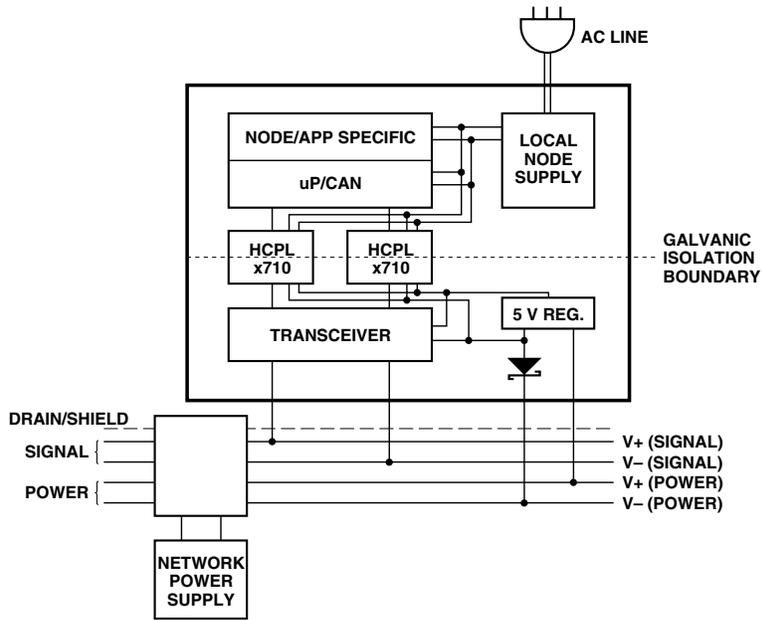 AC LINE
NODE/APP SPECIFIC
uP/CAN
LOCAL
NODE
SUPPLY
HCPL
x710
HCPL
x710
GALVANIC
ISOLATION
BOUNDARY
5 V REG.
TRANSCEIVER
DRAIN/SHIELD
SIGNAL
POWER
V+ (SIGNAL)
V– (SIGNAL)
V+ (POWER)
V– (POWER)
NETWORK
POWER
SUPPLY